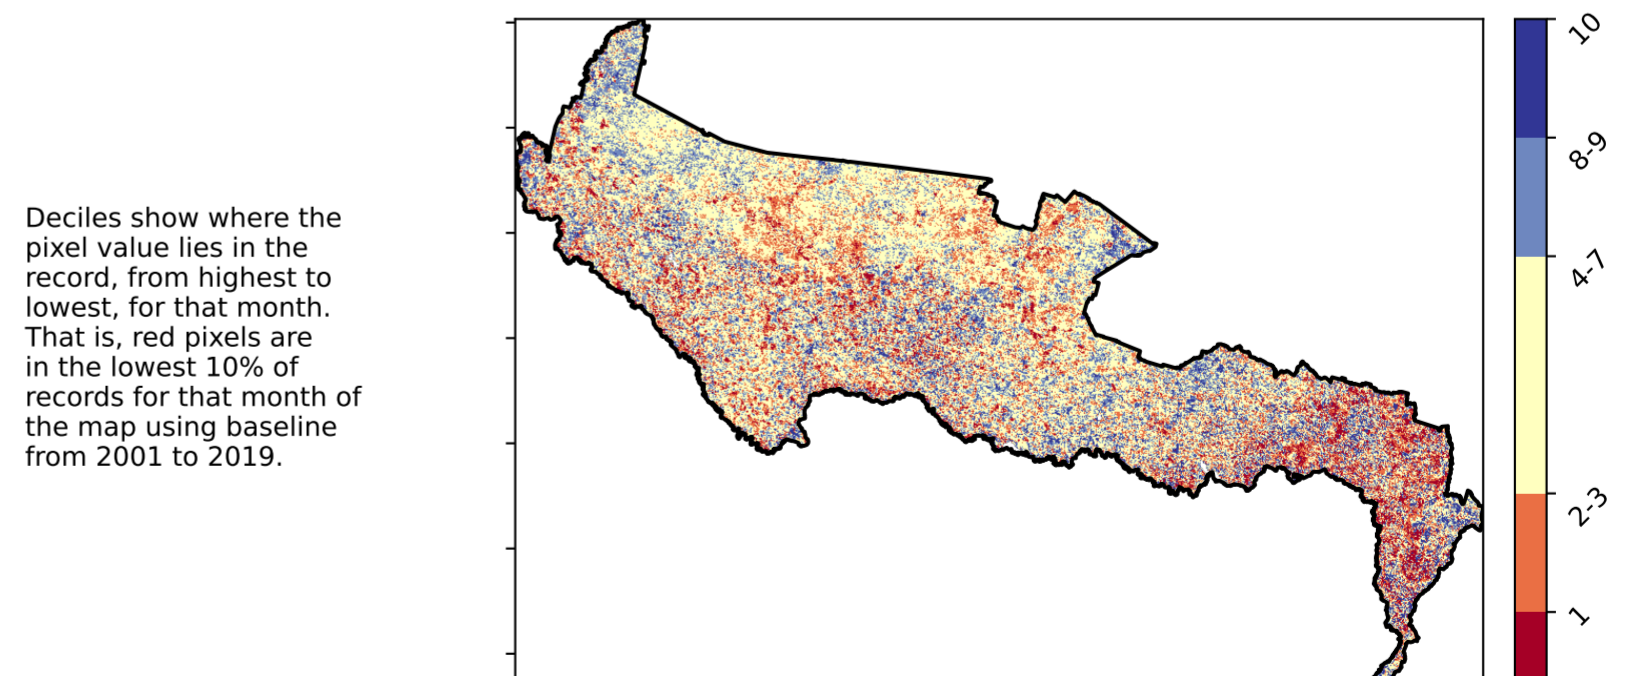 Deciles show where the
pixel value lies in the
record, from highest to
lowest, for that month.
That is, red pixels are
in the lowest 10% of
records for that month of
the map using baseline
from 2001 to 2019.
10
8-9
4-7
2-3
1